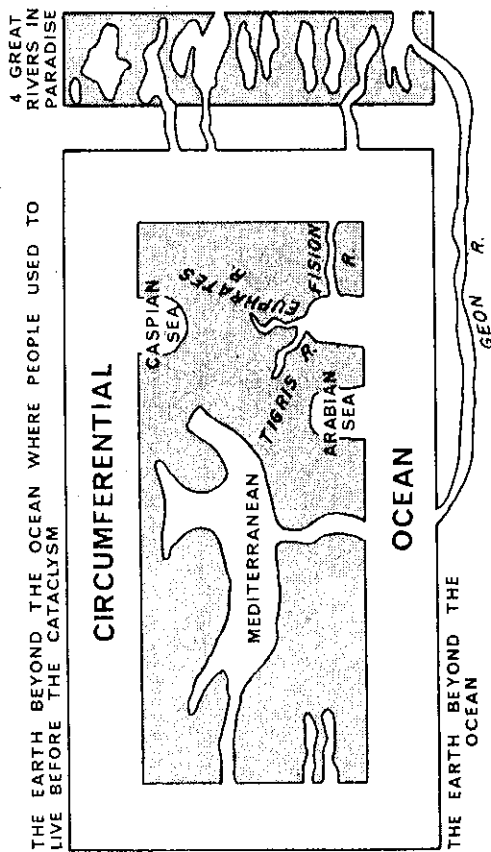 THE EARTH BEYOND THE OCEAN WHERE PEOPLE USED TO
LIVE BEFORE THE CATACLYSM
4 GREAT
RIVERS IN
PARADISE
CIRCUMFERENTIAL
CASPIAN
SEA
EUPHRATES
R.
FISION
R.
TIGRIS R.
MEDITERRANEAN
ARABIAN
SEA
OCEAN
GEON R.
THE EARTH BEYOND THE
OCEAN